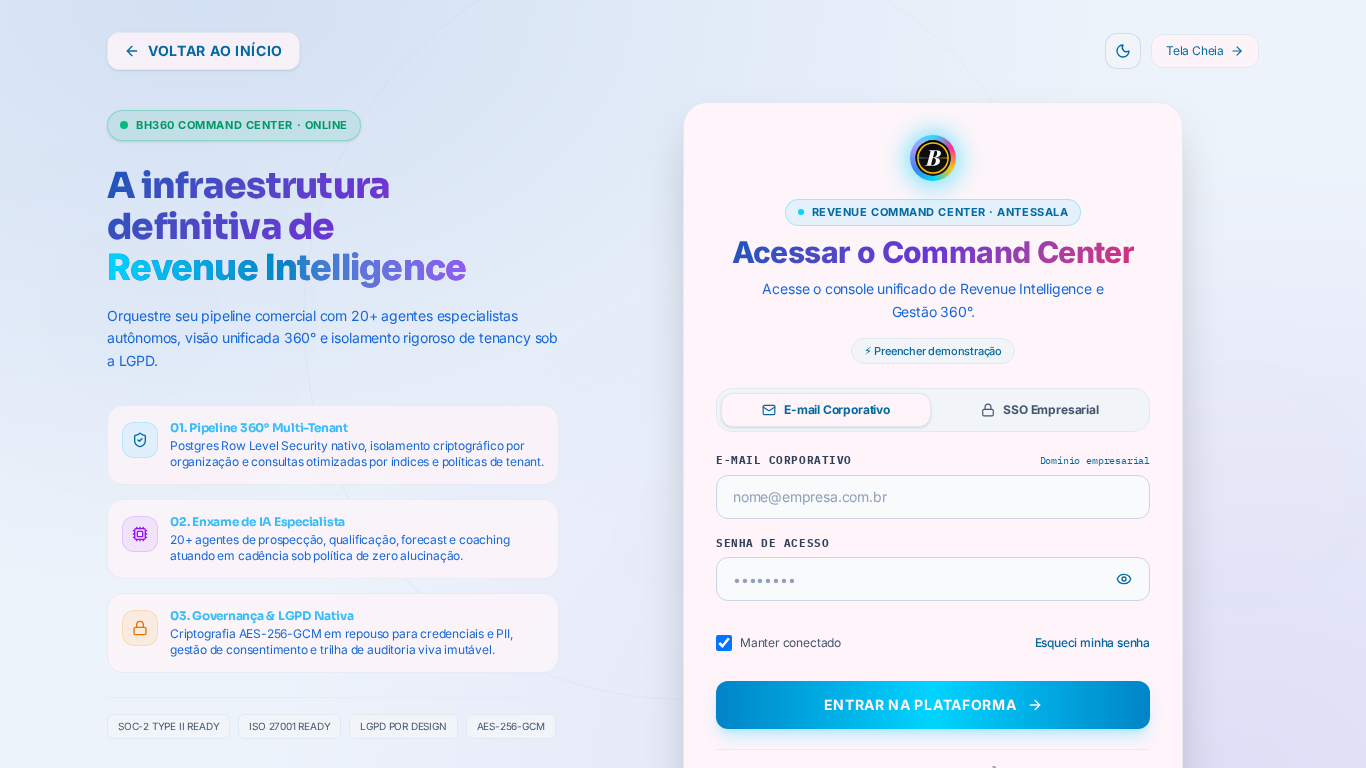 VOLTAR AO INÍCIO
Tela Cheia
BH360 COMMAND CENTER · ONLINE
A infraestrutura
definitiva de
Revenue Intelligence
Orquestre seu pipeline comercial com 20+ agentes especialistas
autônomos, visão unificada 360° e isolamento rigoroso de tenancy sob
a LGPD.
01. Pipeline 360° Multi-Tenant
Postgres Row Level Security nativo, isolamento criptográfico por
organização e consultas otimizadas por índices e políticas de tenant.
02. Enxame de IA Especialista
20+ agentes de prospecção, qualificação, forecast e coaching
atuando em cadência sob política de zero alucinação.
03. Governança & LGPD Nativa
Criptografia AES-256-GCM em repouso para credenciais e PII,
gestão de consentimento e trilha de auditoria viva imutável.
SOC-2 TYPE II READY
ISO 27001 READY
LGPD POR DESIGN
AES-256-GCM
B
REVENUE COMMAND CENTER · ANTESSALA
Acessar o Command Center
Acesse o console unificado de Revenue Intelligence e
Gestão 360°.
⚡ Preencher demonstração
E-mail Corporativo
SSO Empresarial
E-MAIL CORPORATIVO
Domínio empresarial
nome@empresa.com.br
SENHA DE ACESSO
••••••••
Manter conectado
Esqueci minha senha
ENTRAR NA PLATAFORMA